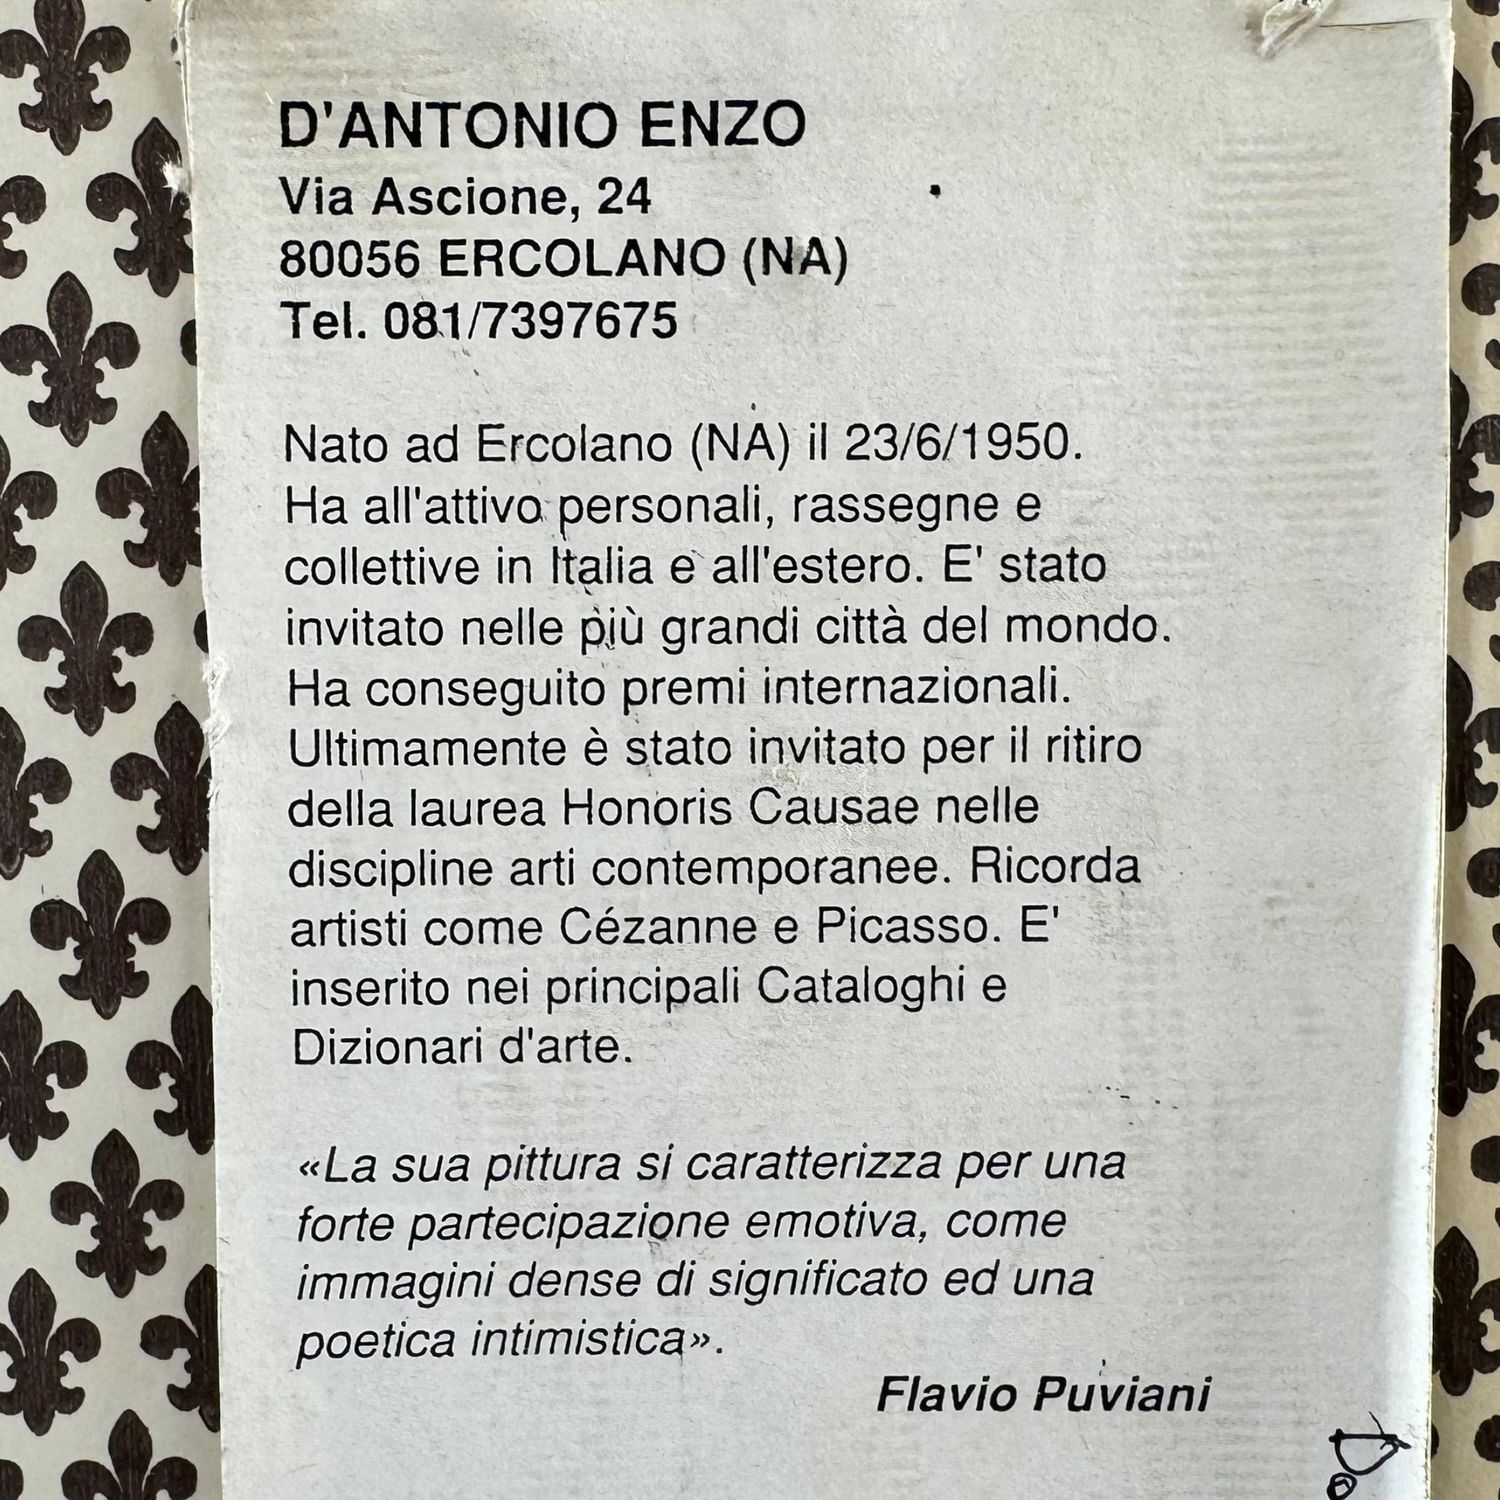 D'ANTONIO ENZO
Via Ascione, 24
80056 ERCOLANO (NA)
Tel. 081/7397675
Nato ad Ercolano (NA) il 23/6/1950.
Ha all'attivo personali, rassegne e
collettive in Italia e all'estero. E' stato
invitato nelle più grandi città del mondo.
Ha conseguito premi internazionali.
Ultimamente è stato invitato per il ritiro
della laurea Honoris Causae nelle
discipline arti contemporanee. Ricorda
artisti come Cézanne e Picasso. E'
inserito nei principali Cataloghi e
Dizionari d'arte.
«La sua pittura si caratterizza per una
forte partecipazione emotiva, come
immagini dense di significato ed una
poetica intimistica».
Flavio Puviani